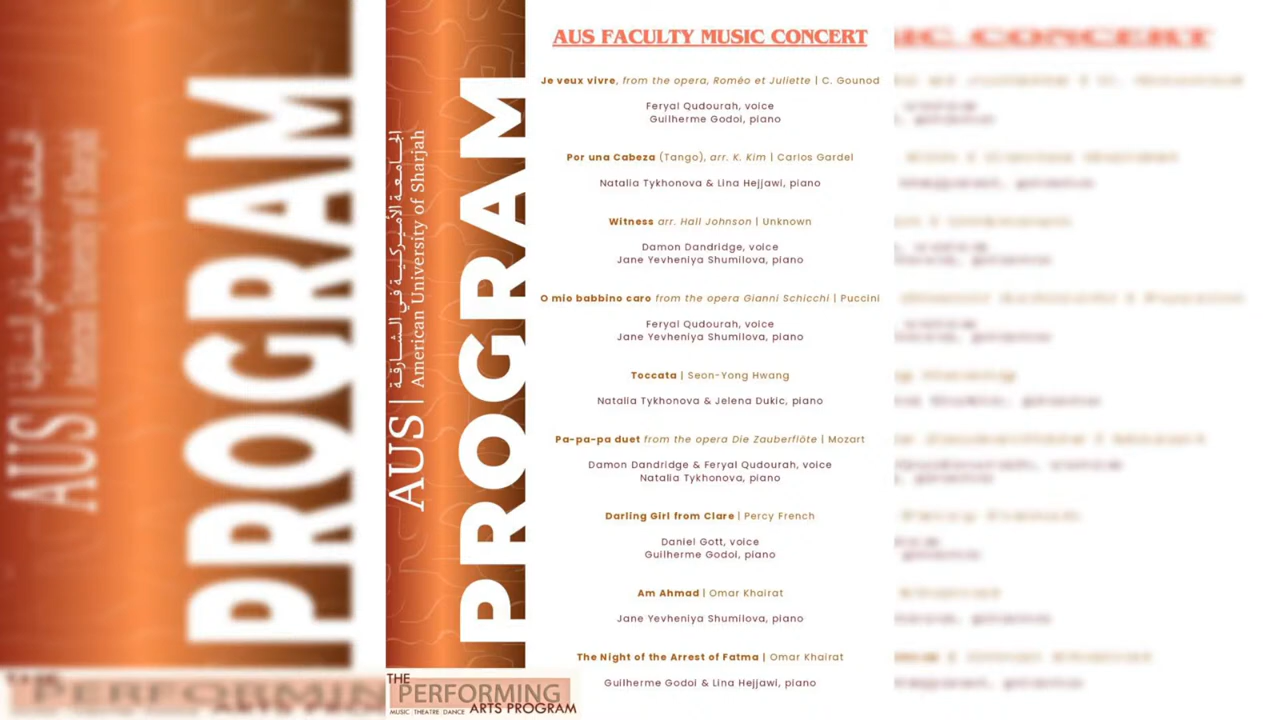 AUS FACULTY MUSIC CONCERT
Je veux vivre, from the opera, Roméo et Juliette | C. Gounod
Feryal Qudourah, voice
Guilherme Godoi, piano
Por una Cabeza (Tango), arr. K. Kim | Carlos Gardel
Natalia Tykhonova & Lina Hejjawi, piano
Witness arr. Hall Johnson | Unknown
Damon Dandridge, voice
Jane Yevheniya Shumilova, piano
O mio babbino caro from the opera Gianni Schicchi | Puccini
Feryal Qudourah, voice
Jane Yevheniya Shumilova, piano
Toccata | Seon-Yong Hwang
Natalia Tykhonova & Jelena Dukic, piano
Pa-pa-pa duet from the opera Die Zauberflöte | Mozart
Damon Dandridge & Feryal Qudourah, voice
Natalia Tykhonova, piano
Darling Girl from Clare | Percy French
Daniel Gott, voice
Guilherme Godoi, piano
Am Ahmad | Omar Khairat
Jane Yevheniya Shumilova, piano
The Night of the Arrest of Fatma | Omar Khairat
Guilherme Godoi & Lina Hejjawi, piano
PROGRAM
AUS | الجامعة الأميركية في الشارقة
American University of Sharjah
THE
PERFORMING
MUSIC THEATRE DANCE ARTS PROGRAM